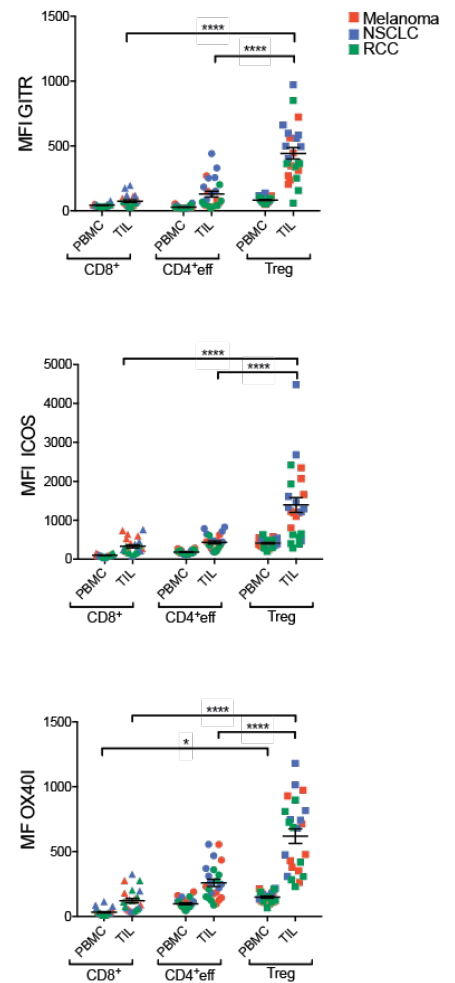 1500
1000
500
0
MFI GITR
****
****
Melanoma
NSCLC
RCC
PBMC TIL PBMC TIL PBMC TIL
CD8+ CD4+eff Treg
5000
4000
3000
2000
1000
0
MFI ICOS
****
****
PBMC TIL PBMC TIL PBMC TIL
CD8+ CD4+eff Treg
1500
1000
500
0
MF OX40I
****
****
*
PBMC TIL PBMC TIL PBMC TIL
CD8+ CD4+eff Treg